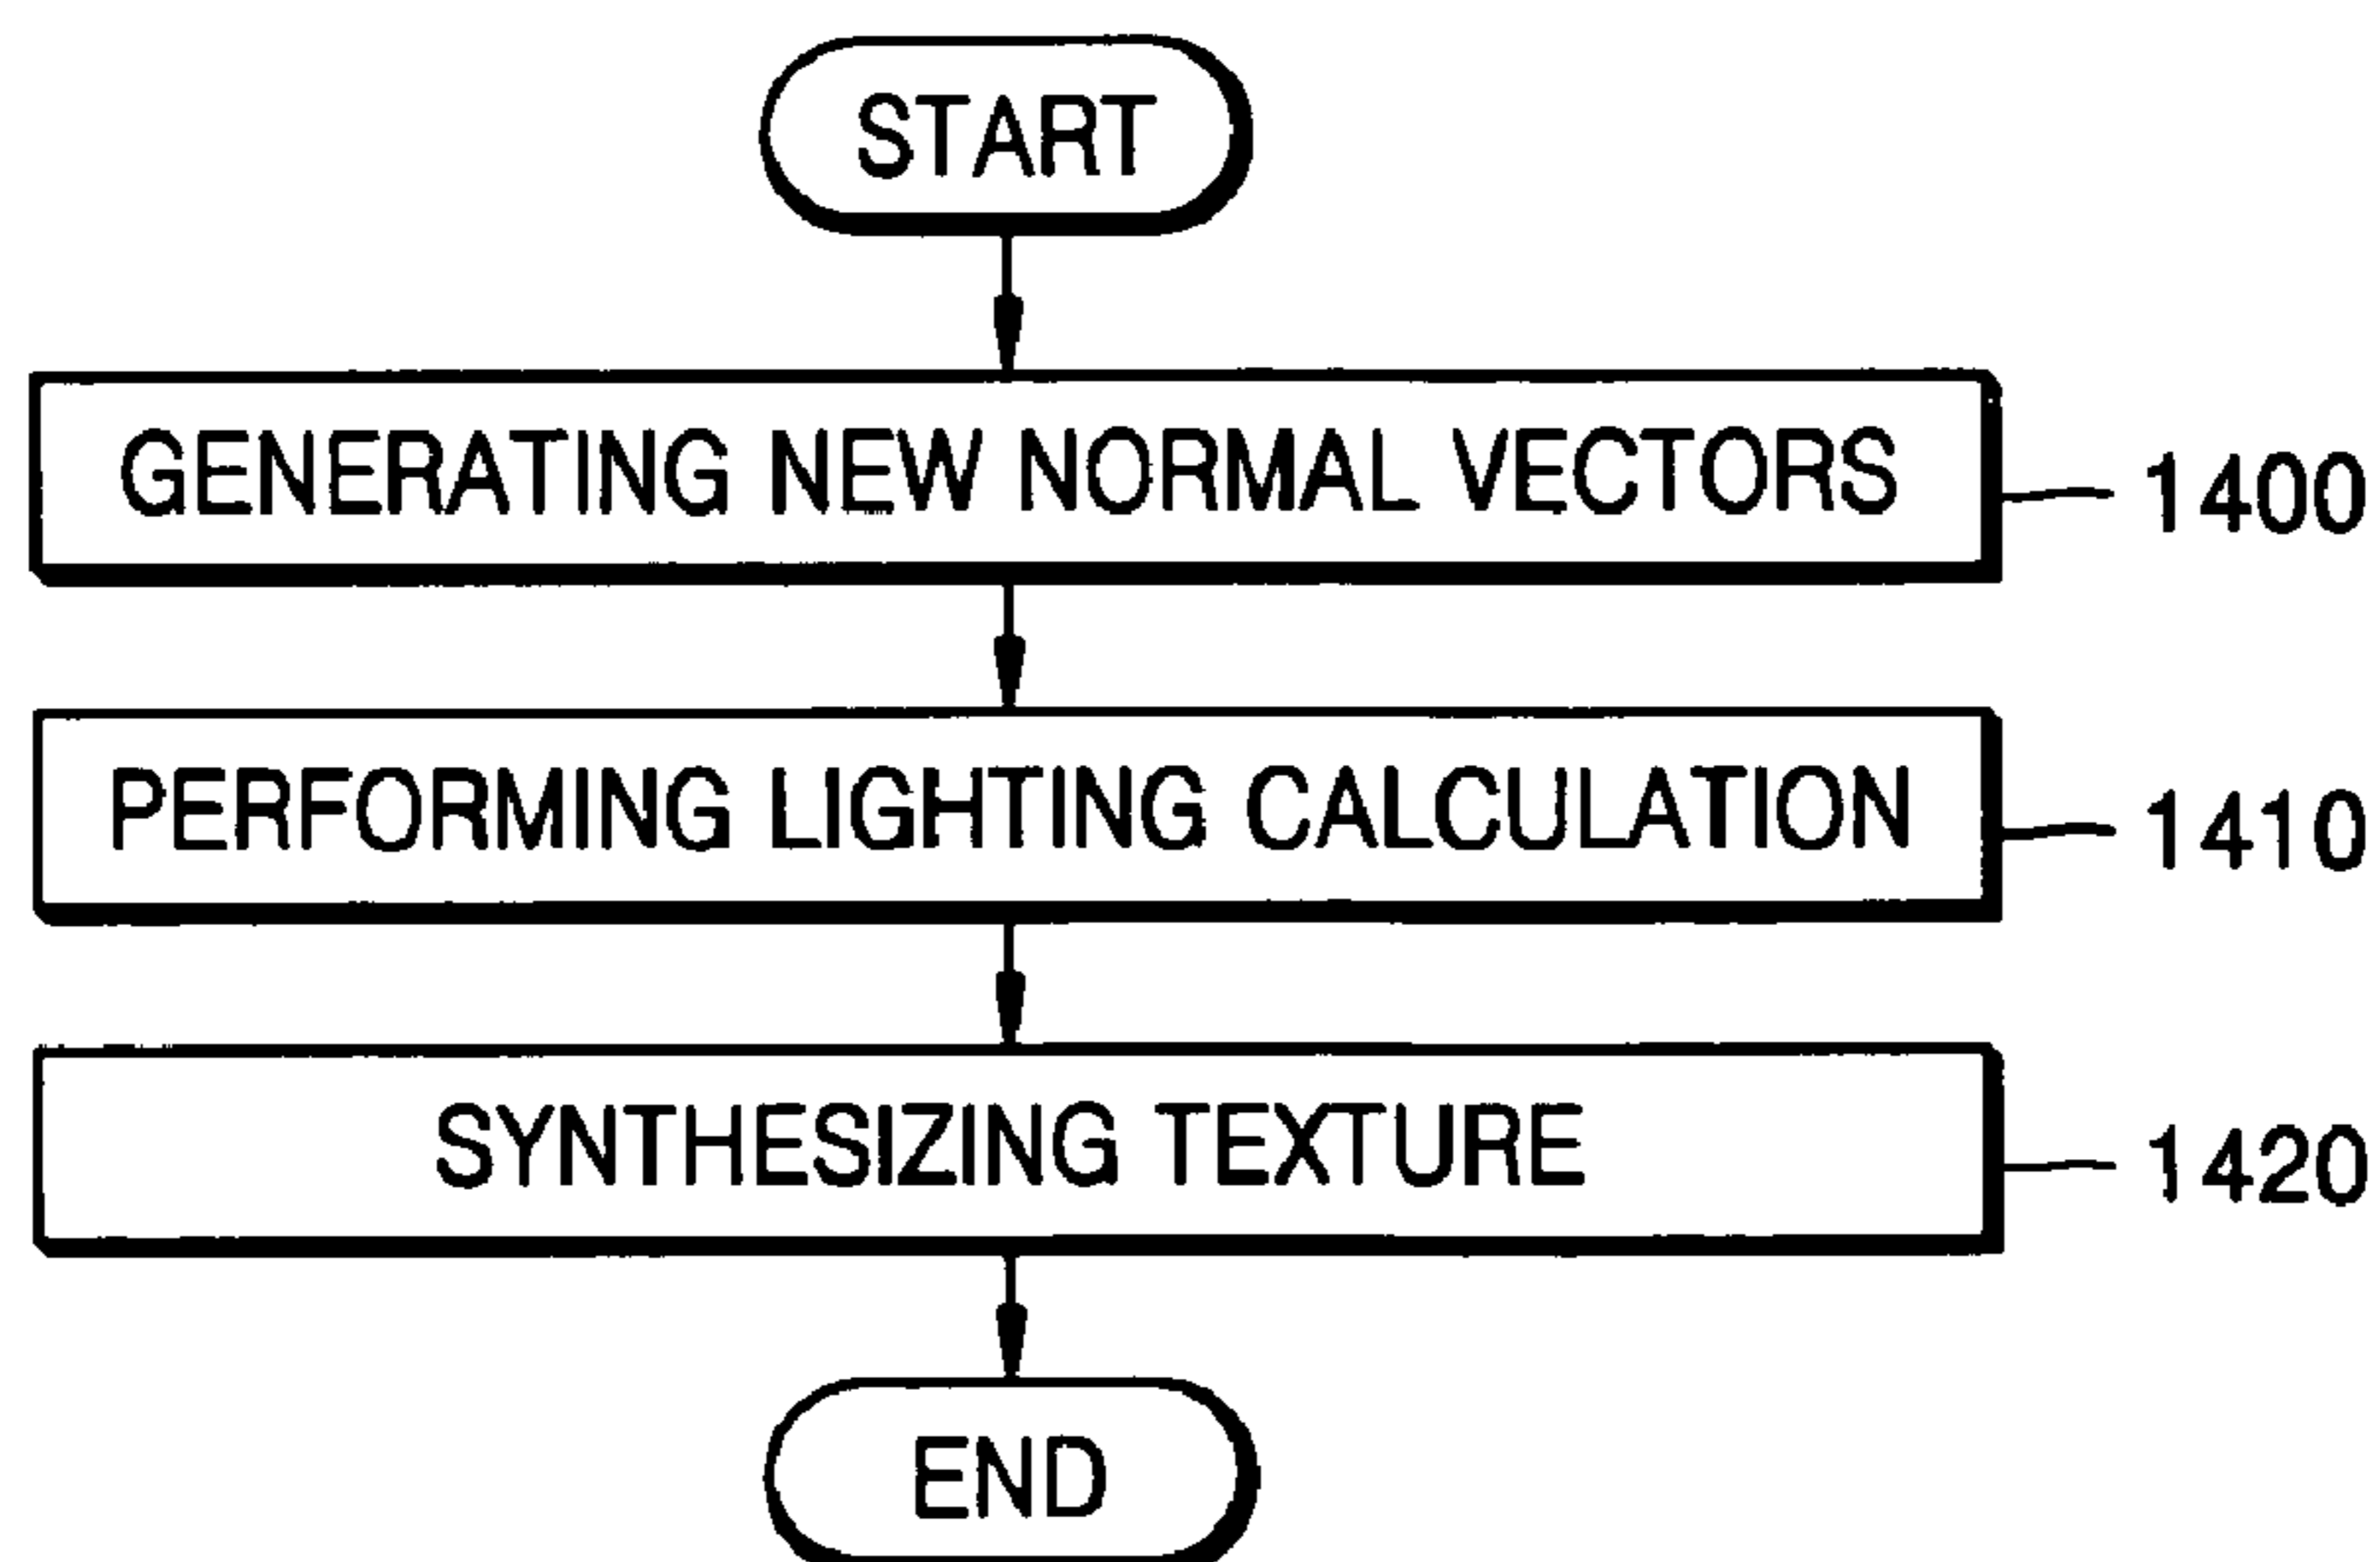 START
GENERATING NEW NORMAL VECTORS 1400
PERFORMING LIGHTING CALCULATION 1410
SYNTHESIZING TEXTURE 1420
END